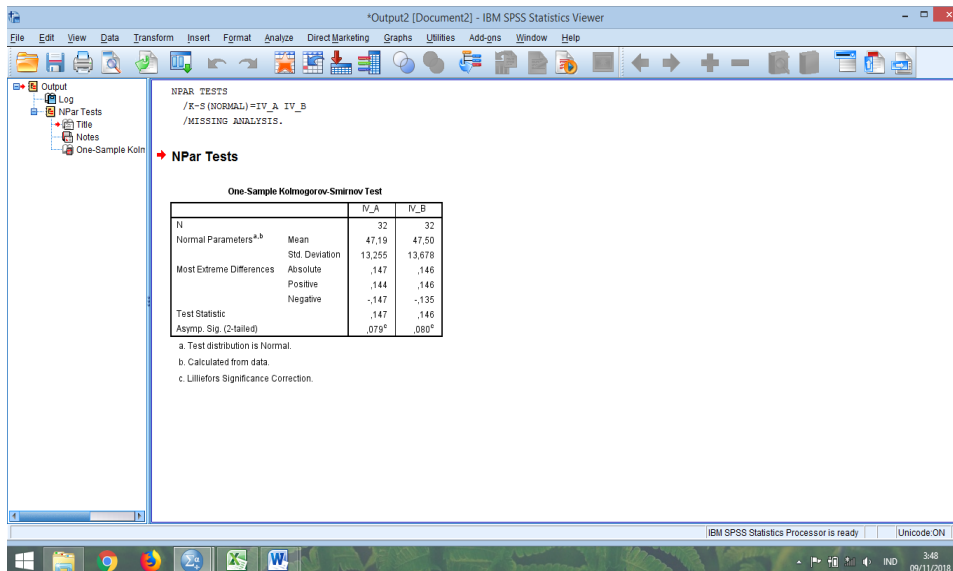 *Output2 [Document2] - IBM SPSS Statistics Viewer
File Edit View Data Transform Insert Format Analyze Direct Marketing Graphs Utilities Add-ons Window Help
Output
Log
NPar Tests
Title
Notes
One-Sample Kolm
NPAR TESTS
/K-S(NORMAL)=IV_A IV_B
/MISSING ANALYSIS.
NPar Tests
One-Sample Kolmogorov-Smirnov Test
IV_A IV_B
N 32 32
Normal Parameters a,b Mean 47,19 47,50
Std. Deviation 13,255 13,678
Most Extreme Differences Absolute ,147 ,146
Positive ,144 ,146
Negative -,147 -,135
Test Statistic ,147 ,146
Asymp. Sig. (2-tailed) ,079c ,080c
a. Test distribution is Normal.
b. Calculated from data.
c. Lilliefors Significance Correction.
IBM SPSS Statistics Processor is ready Unicode:ON
IND 3:48
09/11/2018